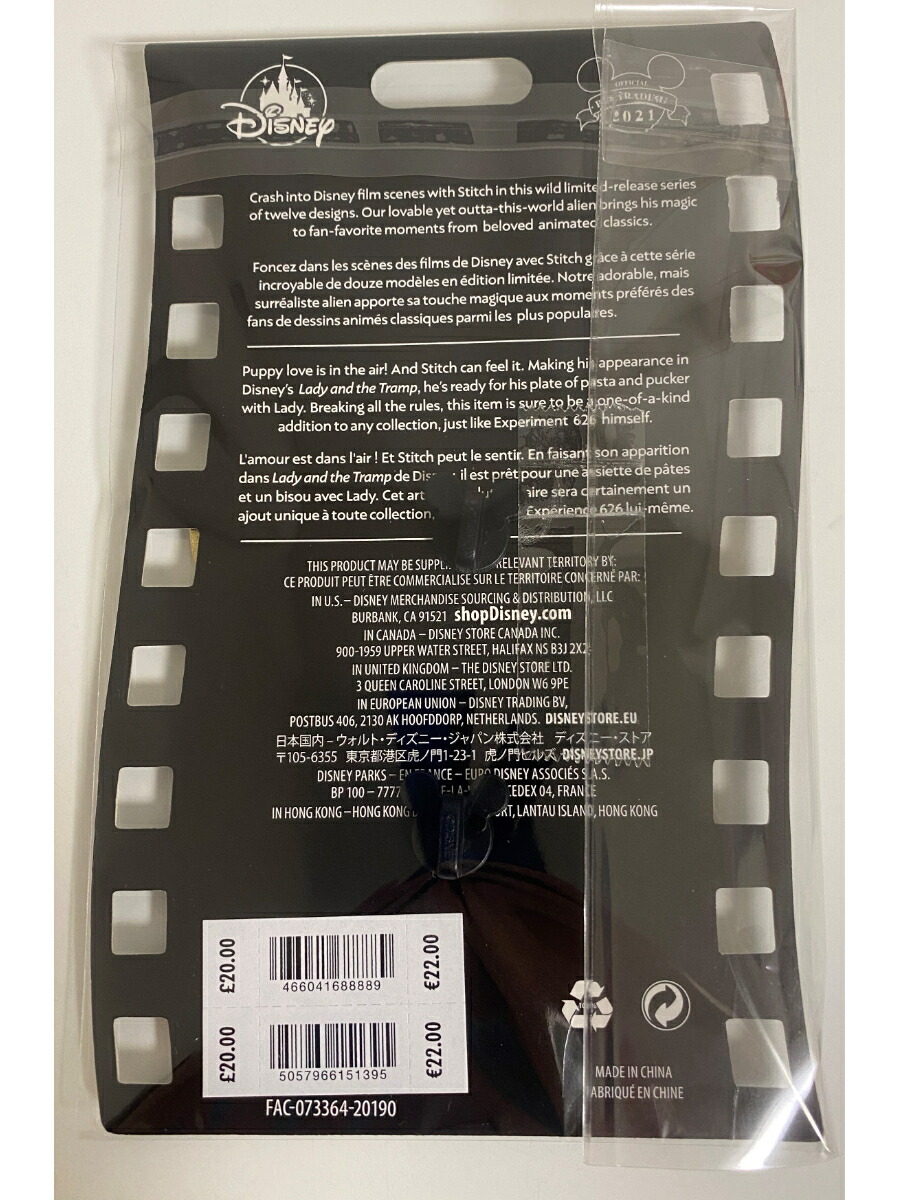 Disney
OFFICIAL
PIN TRADING
2021
Crash into Disney film scenes with Stitch in this wild limited-release series
of twelve designs. Our lovable yet outta-this-world alien brings his magic
to fan-favorite moments from beloved animated classics.
Foncez dans les scènes des films de Disney avec Stitch grâce à cette série
incroyable de douze modèles en édition limitée. Notre adorable, mais
surréaliste alien apporte sa touche magique aux moments préférés des
fans de dessins animés classiques parmi les plus populaires.
Puppy love is in the air! And Stitch can feel it. Making his appearance in
Disney's Lady and the Tramp, he's ready for his plate of pasta and pucker
with Lady. Breaking all the rules, this item is sure to be a one-of-a-kind
addition to any collection, just like Experiment 626 himself.
L'amour est dans l'air ! Et Stitch peut le sentir. En faisant son apparition
dans Lady and the Tramp de Disney, il est prêt pour une assiette de pâtes
et un bisou avec Lady. Cet art aire sera certainement un
ajout unique à toute collection, Expérience 626 lui-même.
THIS PRODUCT MAY BE SUPPL RELEVANT TERRITORY BY:
CE PRODUIT PEUT ÊTRE COMMERCIALISE SUR LE TERRITOIRE CONCERNÉ PAR:
IN U.S. – DISNEY MERCHANDISE SOURCING & DISTRIBUTION, LLC
BURBANK, CA 91521 shopDisney.com
IN CANADA – DISNEY STORE CANADA INC.
900-1959 UPPER WATER STREET, HALIFAX NS B3J 2X2
IN UNITED KINGDOM – THE DISNEY STORE LTD.
3 QUEEN CAROLINE STREET, LONDON W6 9PE
IN EUROPEAN UNION – DISNEY TRADING BV,
POSTBUS 406, 2130 AK HOOFDDORP, NETHERLANDS. DISNEYSTORE.EU
日本国内 – ウォルト・ディズニー・ジャパン株式会社 ディズニー・ストア
〒105-6355 東京都港区虎ノ門1-23-1 虎ノ門ヒルズ DISNEYSTORE.JP
DISNEY PARKS – EN FRANCE – EURO DISNEY ASSOCIÉS S.A.S.
BP 100 – 7777 CEDEX 04, FRANCE
IN HONG KONG – HONG KONG LANTAU ISLAND, HONG KONG
£20.00
466041688889
€22.00
£20.00
5057966151395
€22.00
FAC-073364-20190
100%
MADE IN CHINA
FABRIQUÉ EN CHINE